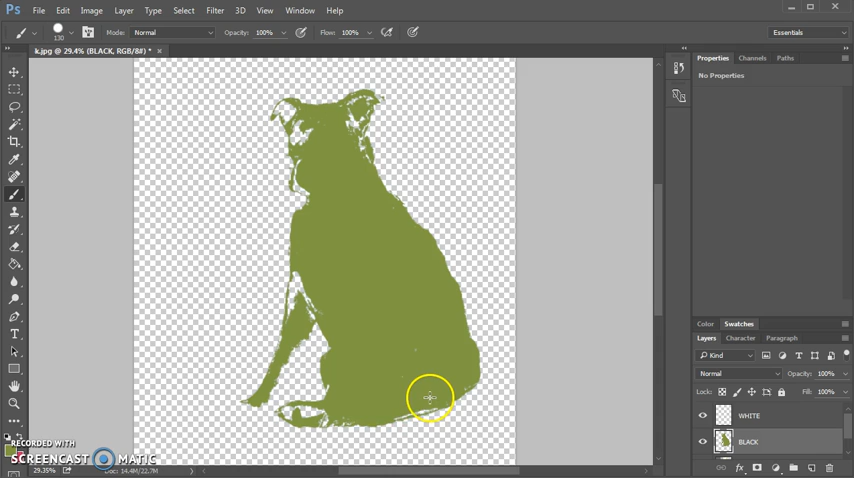 Ps File Edit Image Layer Type Select Filter 3D View Window Help
130 Mode: Normal Opacity: 100% Flow: 100% Essentials
k.jpg @ 29.4% (BLACK, RGB/8#) * ×
Properties Channels Paths
No Properties
Color Swatches
Layers Character Paragraph
Kind
Normal Opacity: 100%
Lock: Fill: 100%
WHITE
BLACK
fx
RECORDED WITH
SCREENCAST MATIC
29.35% Doc: 14.4M/22.7M